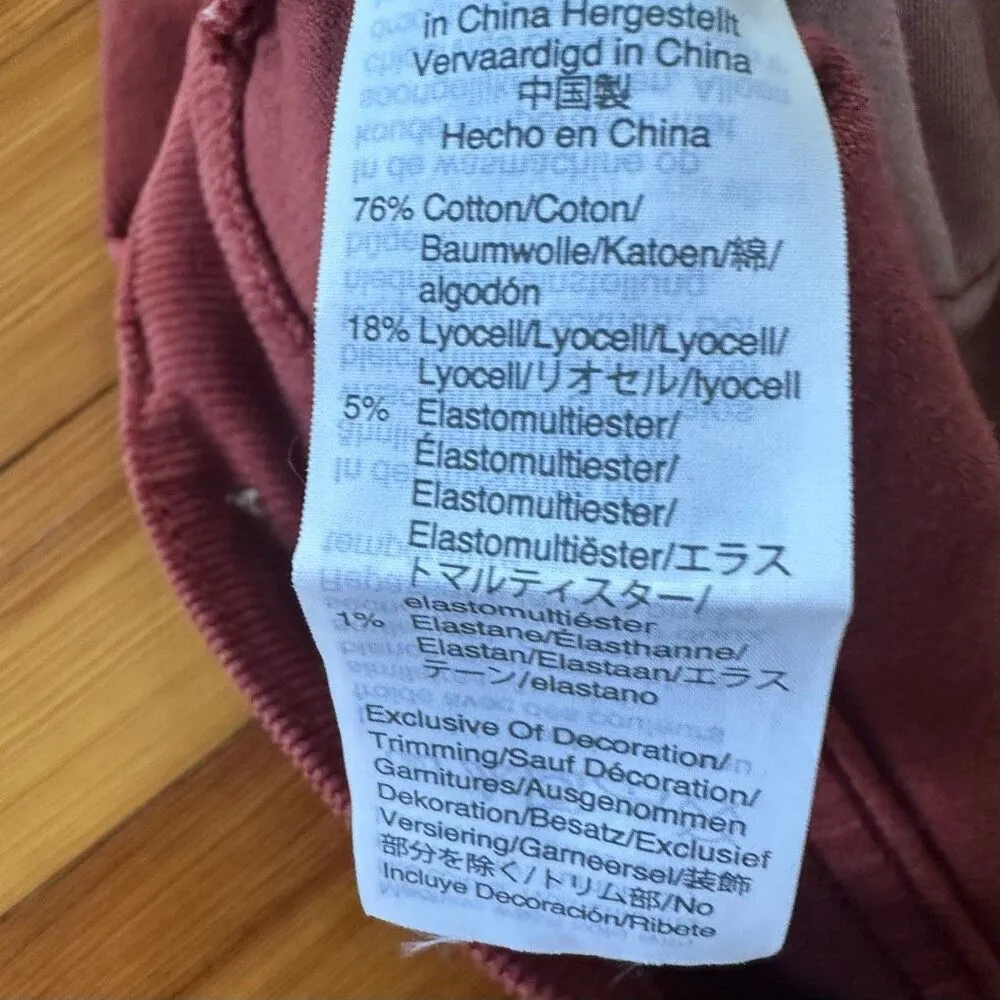 in China Hergestellt
Vervaardigd in China
中国製
Hecho en China
76% Cotton/Coton/
Baumwolle/Katoen/綿/
algodón
18% Lyocell/Lyocell/Lyocell/
Lyocell/リオセル/lyocell
5% Elastomultiester/
Élastomultiester/
Elastomultiester/
Elastomultiëster/エラス
トマルティスター/
elastomultiéster
1% Elastane/Élasthanne/
Elastan/Elastaan/エラス
テーン/elastano
Exclusive Of Decoration/
Trimming/Sauf Décoration/
Garnitures/Ausgenommen
Dekoration/Besatz/Exclusief
Versiering/Garneersel/装飾
部分を除く/トリム部/No
Incluye Decoración/Ribete